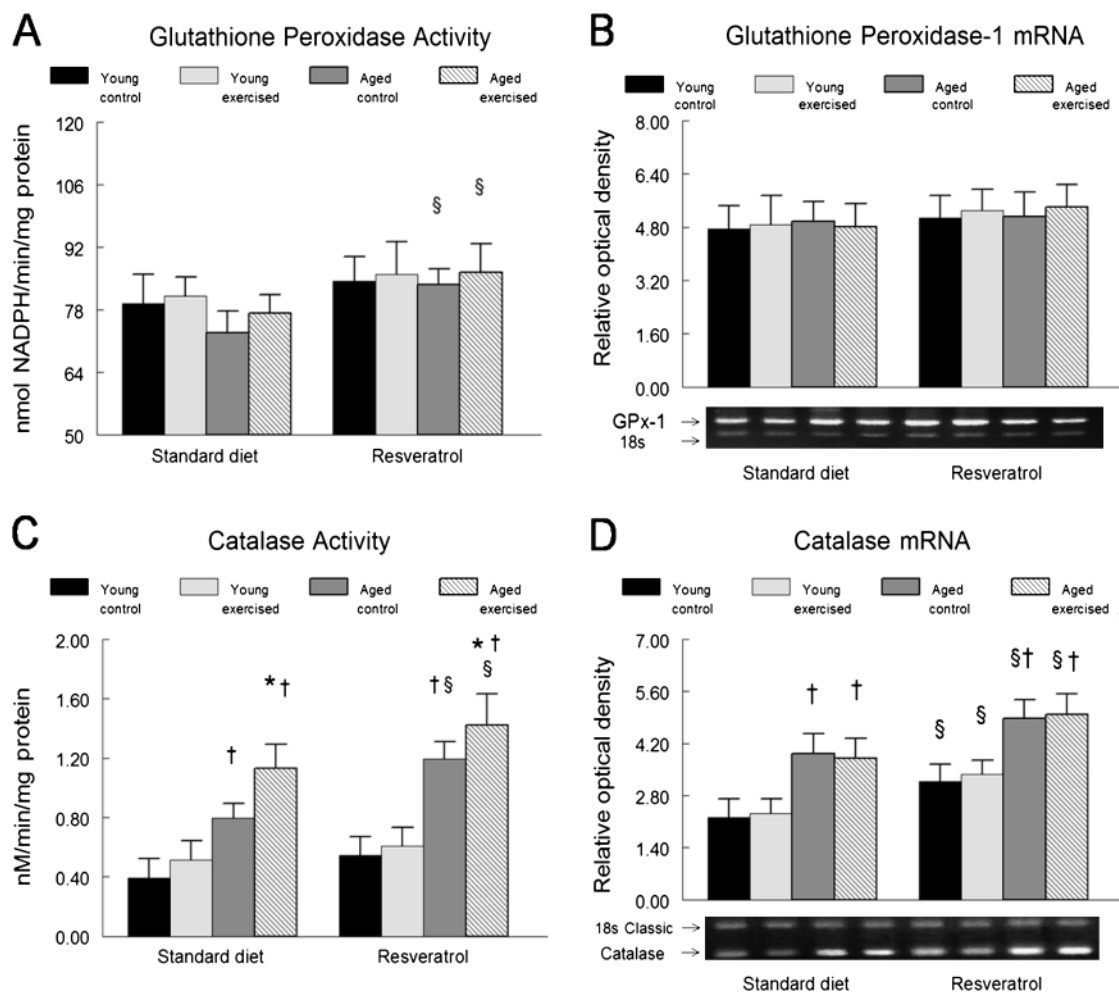 A
Glutathione Peroxidase Activity
Young control
Young exercised
Aged control
Aged exercised
nmol NADPH/min/mg protein
120
106
92
78
64
50
§
§
Standard diet
Resveratrol
B
Glutathione Peroxidase-1 mRNA
Young control
Young exercised
Aged control
Aged exercised
Relative optical density
8.00
6.40
4.80
3.20
1.60
0.00
GPx-1
18s
Standard diet
Resveratrol
C
Catalase Activity
Young control
Young exercised
Aged control
Aged exercised
nM/min/mg protein
2.00
1.60
1.20
0.80
0.40
0.00
†
*†
†§
*†
§
Standard diet
Resveratrol
D
Catalase mRNA
Young control
Young exercised
Aged control
Aged exercised
Relative optical density
7.00
5.60
4.20
2.80
1.40
0.00
†
†
§
§
§†
§†
18s Classic
Catalase
Standard diet
Resveratrol